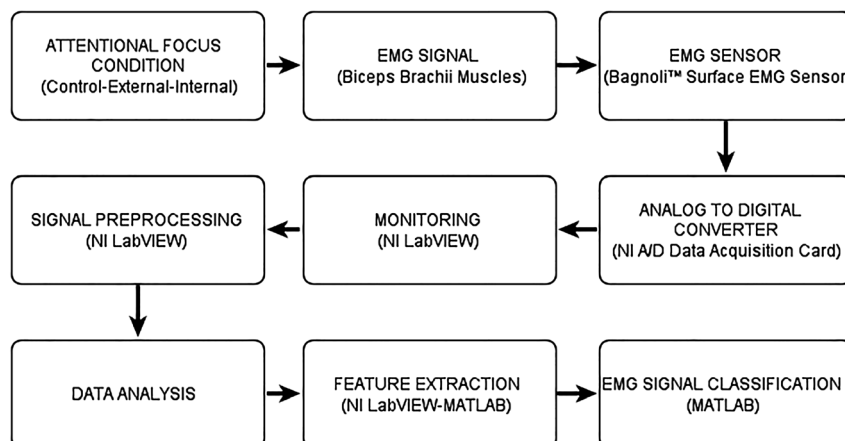 ATTENTIONAL FOCUS
CONDITION
(Control-External-Internal)
EMG SIGNAL
(Biceps Brachii Muscles)
EMG SENSOR
(Bagnoli™ Surface EMG Sensor
SIGNAL PREPROCESSING
(NI LabVIEW)
MONITORING
(NI LabVIEW)
ANALOG TO DIGITAL
CONVERTER
(NI A/D Data Acquisition Card)
DATA ANALYSIS
FEATURE EXTRACTION
(NI LabVIEW-MATLAB)
EMG SIGNAL CLASSIFICATION
(MATLAB)